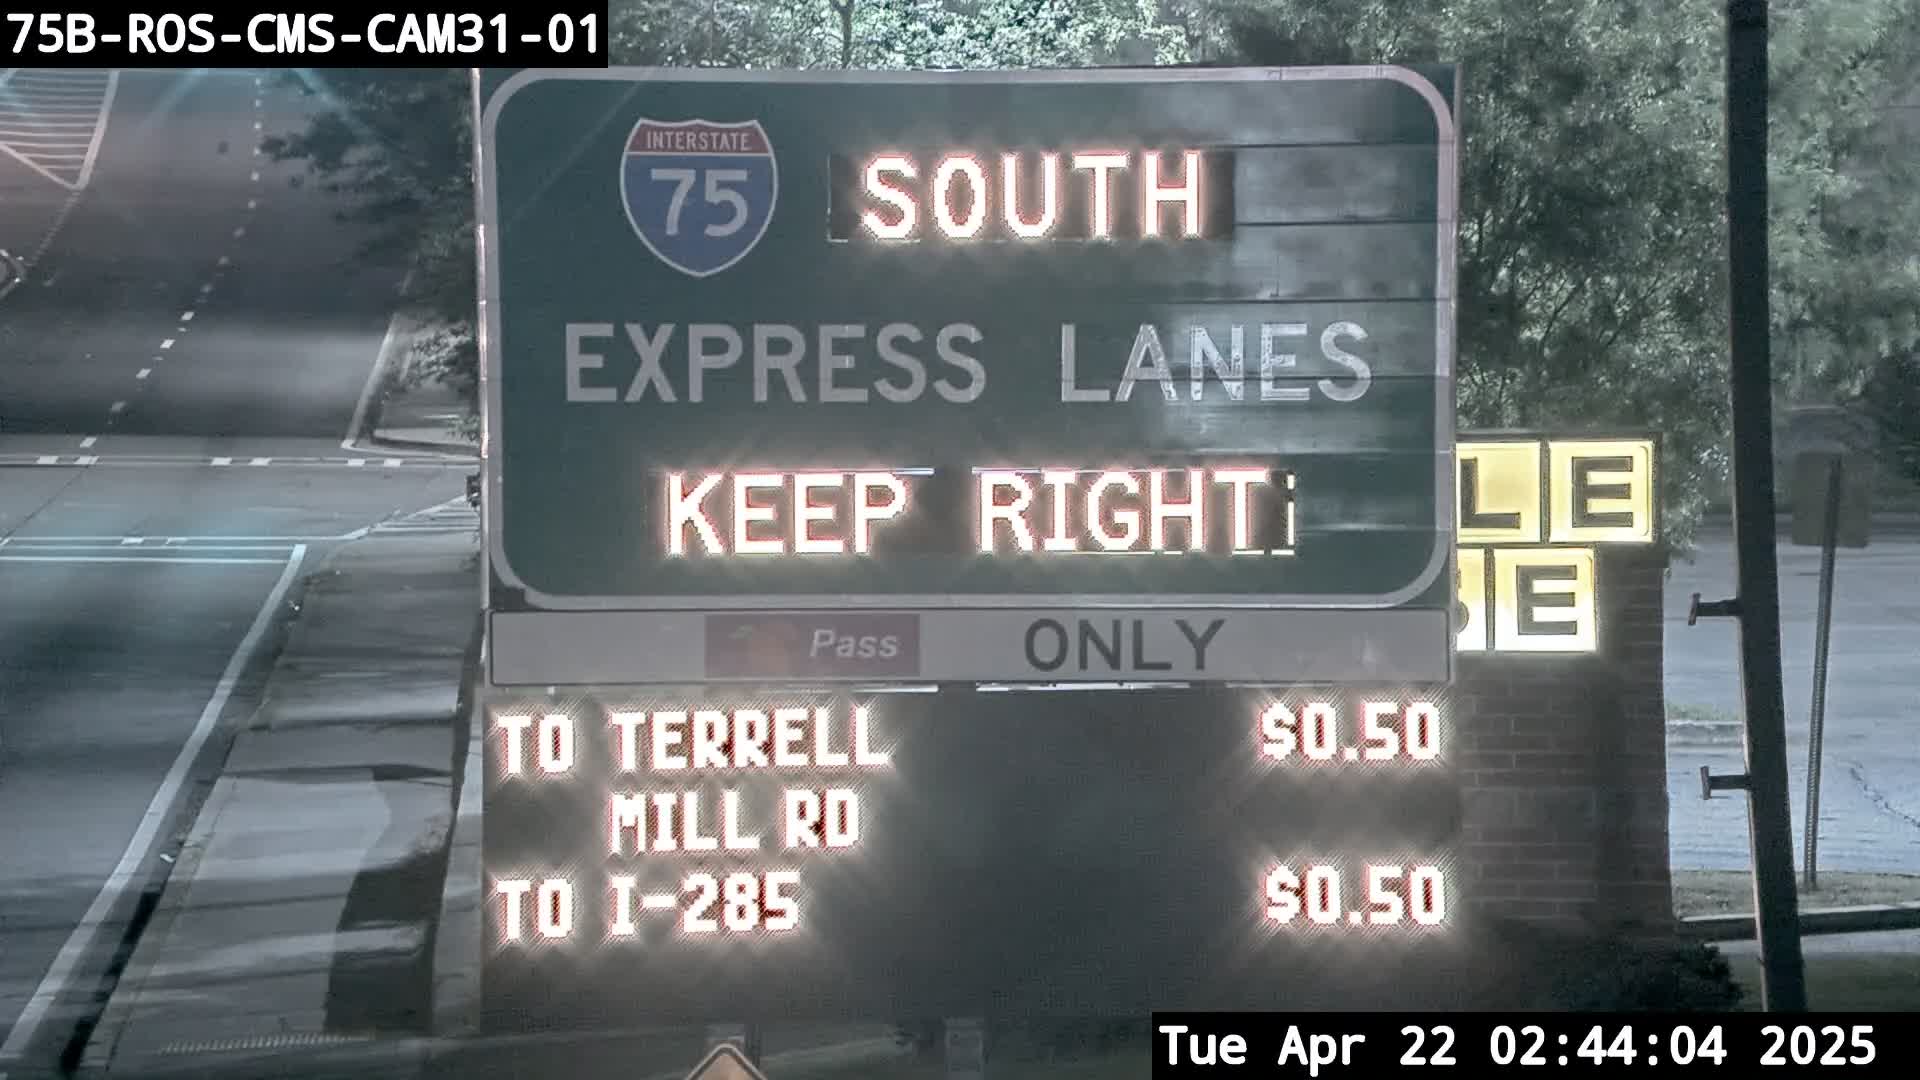 75B-ROS-CMS-CAM31-01
INTERSTATE
75
SOUTH
EXPRESS LANES
KEEP RIGHT
Pass ONLY
TO TERRELL $0.50
MILL RD
TO I-285 $0.50
LE
E
Tue Apr 22 02:44:04 2025